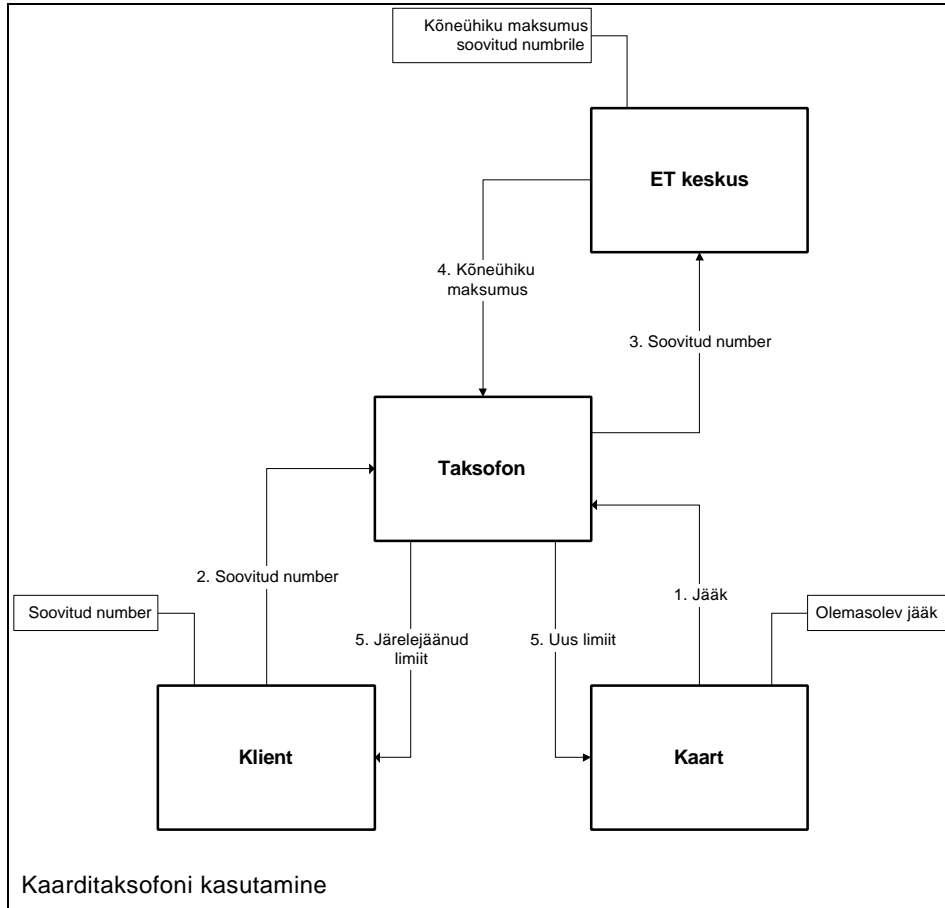 Kõneühiku maksumus
soovitud numbrile
ET keskus
4. Kõneühiku
maksumus
3. Soovitud number
Taksofon
2. Soovitud number
1. Jääk
Soovitud number
Olemasolev jääk
5. Järelejäänud
limiit
5. Uus limiit
Klient
Kaart
Kaarditaksofoni kasutamine